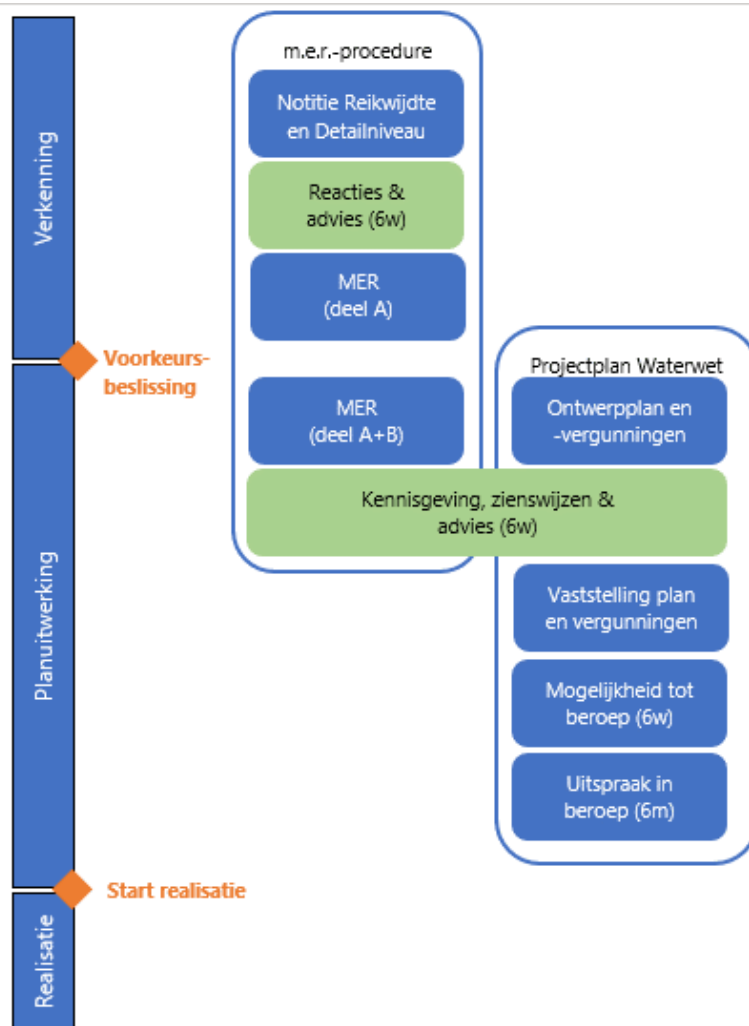 m.e.r.-procedure
Notitie Reikwijdte
en Detailniveau
Verkenning
Reacties &
advies (6w)
MER
(deel A)
Voorkeurs-
beslissing
Projectplan Waterwet
MER
(deel A+B)
Ontwerpplan en
-vergunningen
Kennisgeving, zienswijzen &
advies (6w)
Planuitwerking
Vaststelling plan
en vergunningen
Mogelijkheid tot
beroep (6w)
Uitspraak in
beroep (6m)
Start realisatie
Realisatie